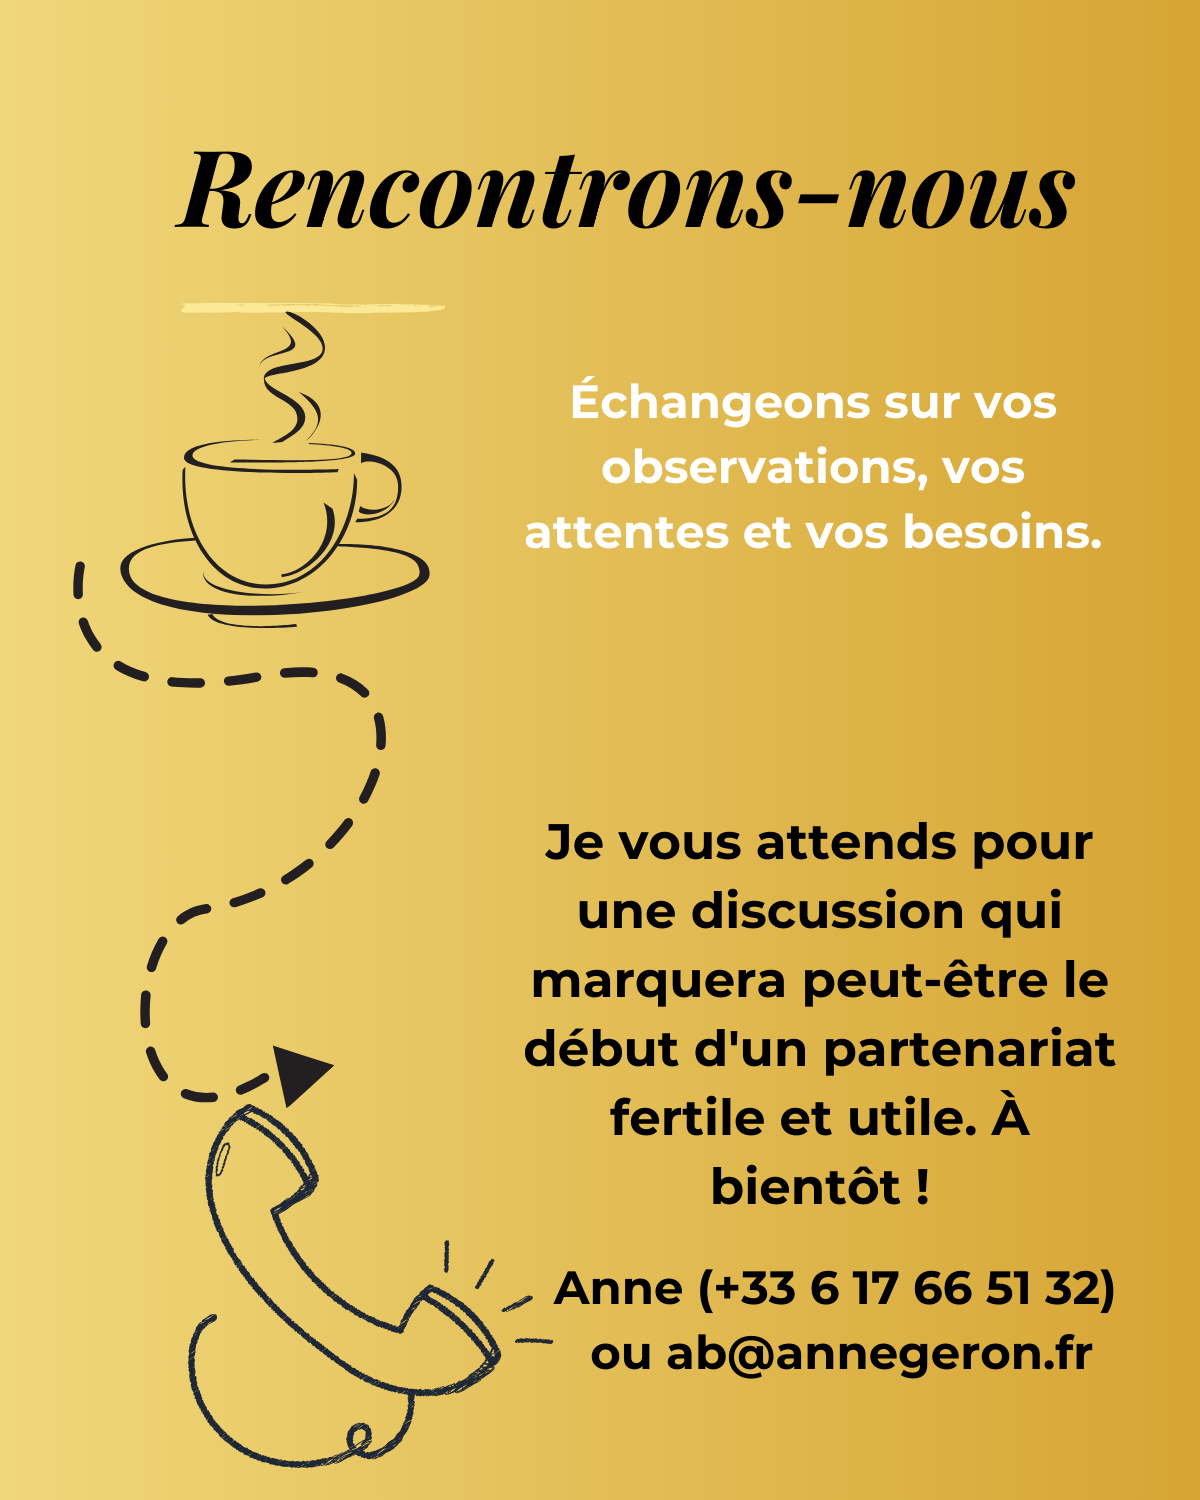 Rencontrons-nous
Échangeons sur vos
observations, vos
attentes et vos besoins.
Je vous attends pour
une discussion qui
marquera peut-être le
début d'un partenariat
fertile et utile. À
bientôt !
Anne (+33 6 17 66 51 32)
ou ab@annegeron.fr